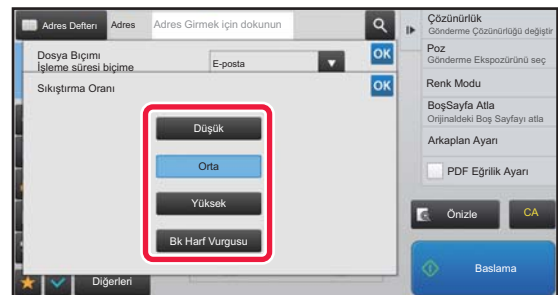 Adres Defteri
Adres
Adres Girmek için dokunun
Dosya Bıçımı
İşleme süresi biçime
E-posta
OK
Sıkıştırma Oranı
OK
Düşük
Orta
Yüksek
Bk Harf Vurgusu
Diğerleri
Çözünürlük
Gönderme Çözünürlüğü değiştir
Poz
Gönderme Ekspozürünü seç
Renk Modu
BoşSayfa Atla
Orijinaldeki Boş Sayfayı atla
Arkaplan Ayarı
PDF Eğrilik Ayarı
Önizle
CA
Baslama